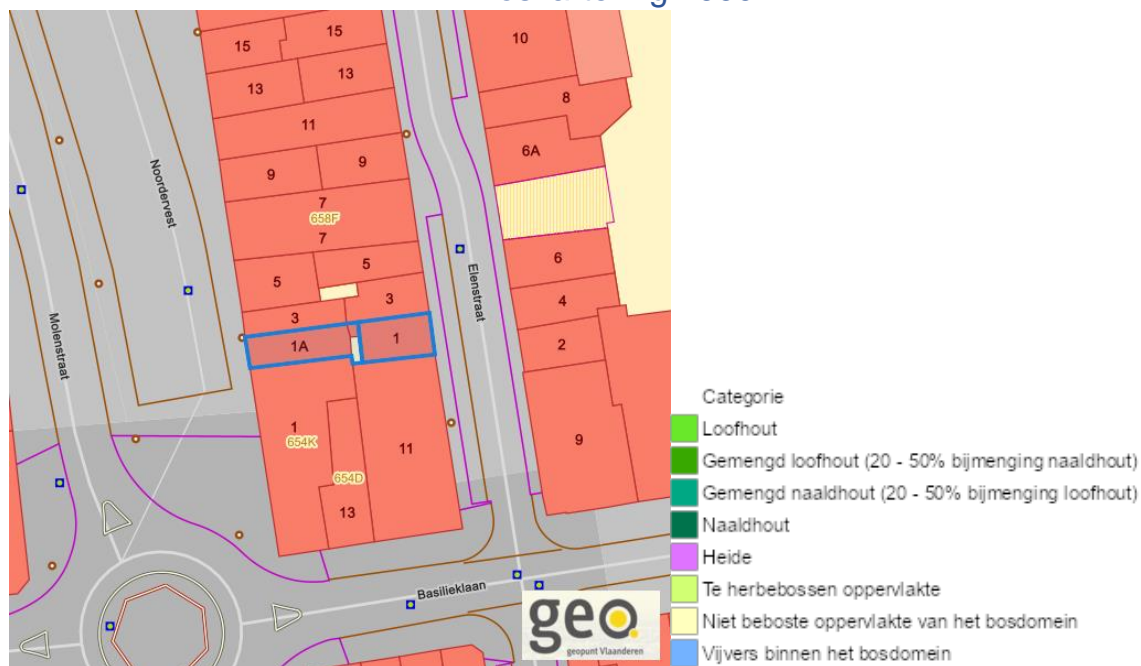 15
15
13
13
11
9
9
7
658F
7
5
5
3
3
1A
1
1
654K
654D
11
13
10
8
6A
6
4
2
9
Noordervest
Molenstraat
Elenstraat
Basilieklaan
geo
geopunt Vlaanderen
Categorie
Loofhout
Gemengd loofhout (20 - 50% bijmenging naaldhout)
Gemengd naaldhout (20 - 50% bijmenging loofhout)
Naaldhout
Heide
Te herbebossen oppervlakte
Niet beboste oppervlakte van het bosdomein
Vijvers binnen het bosdomein